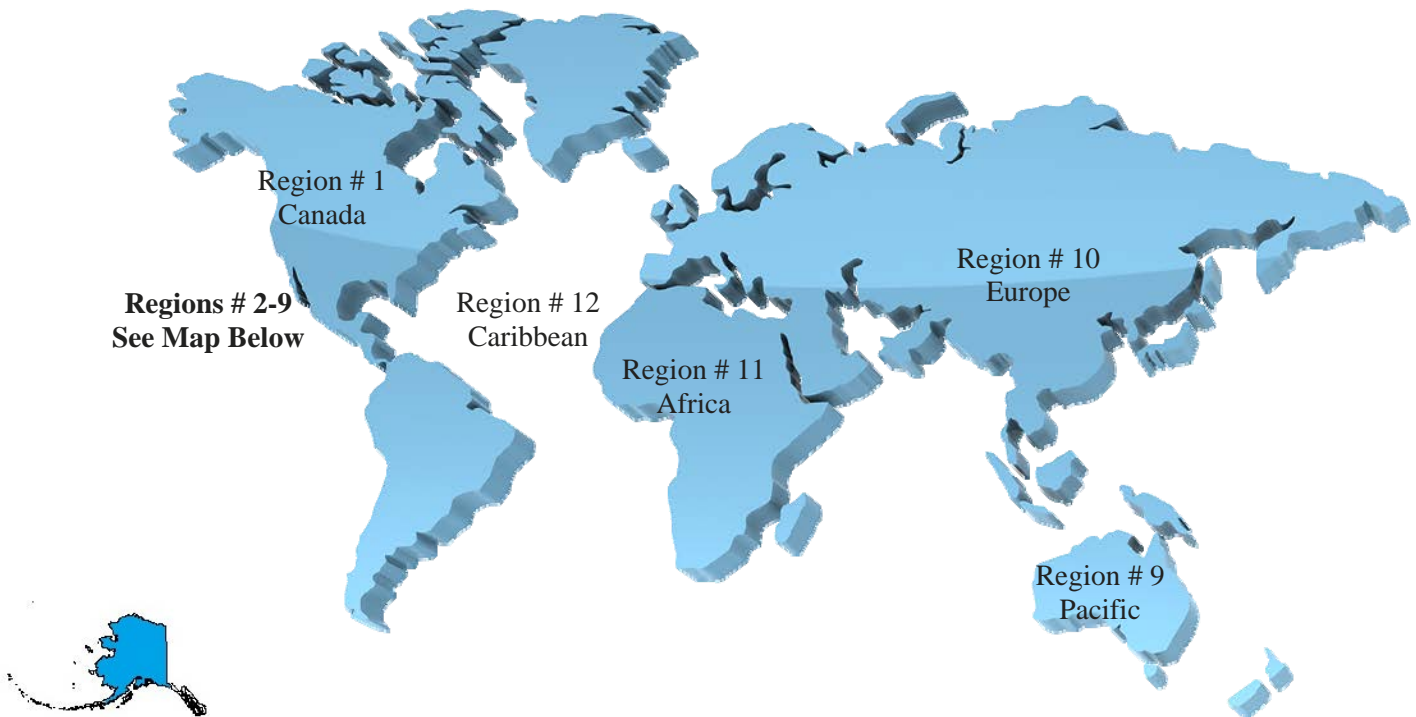 Region # 1
Canada
Regions # 2-9
See Map Below
Region # 12
Caribbean
Region # 10
Europe
Region # 11
Africa
Region # 9
Pacific